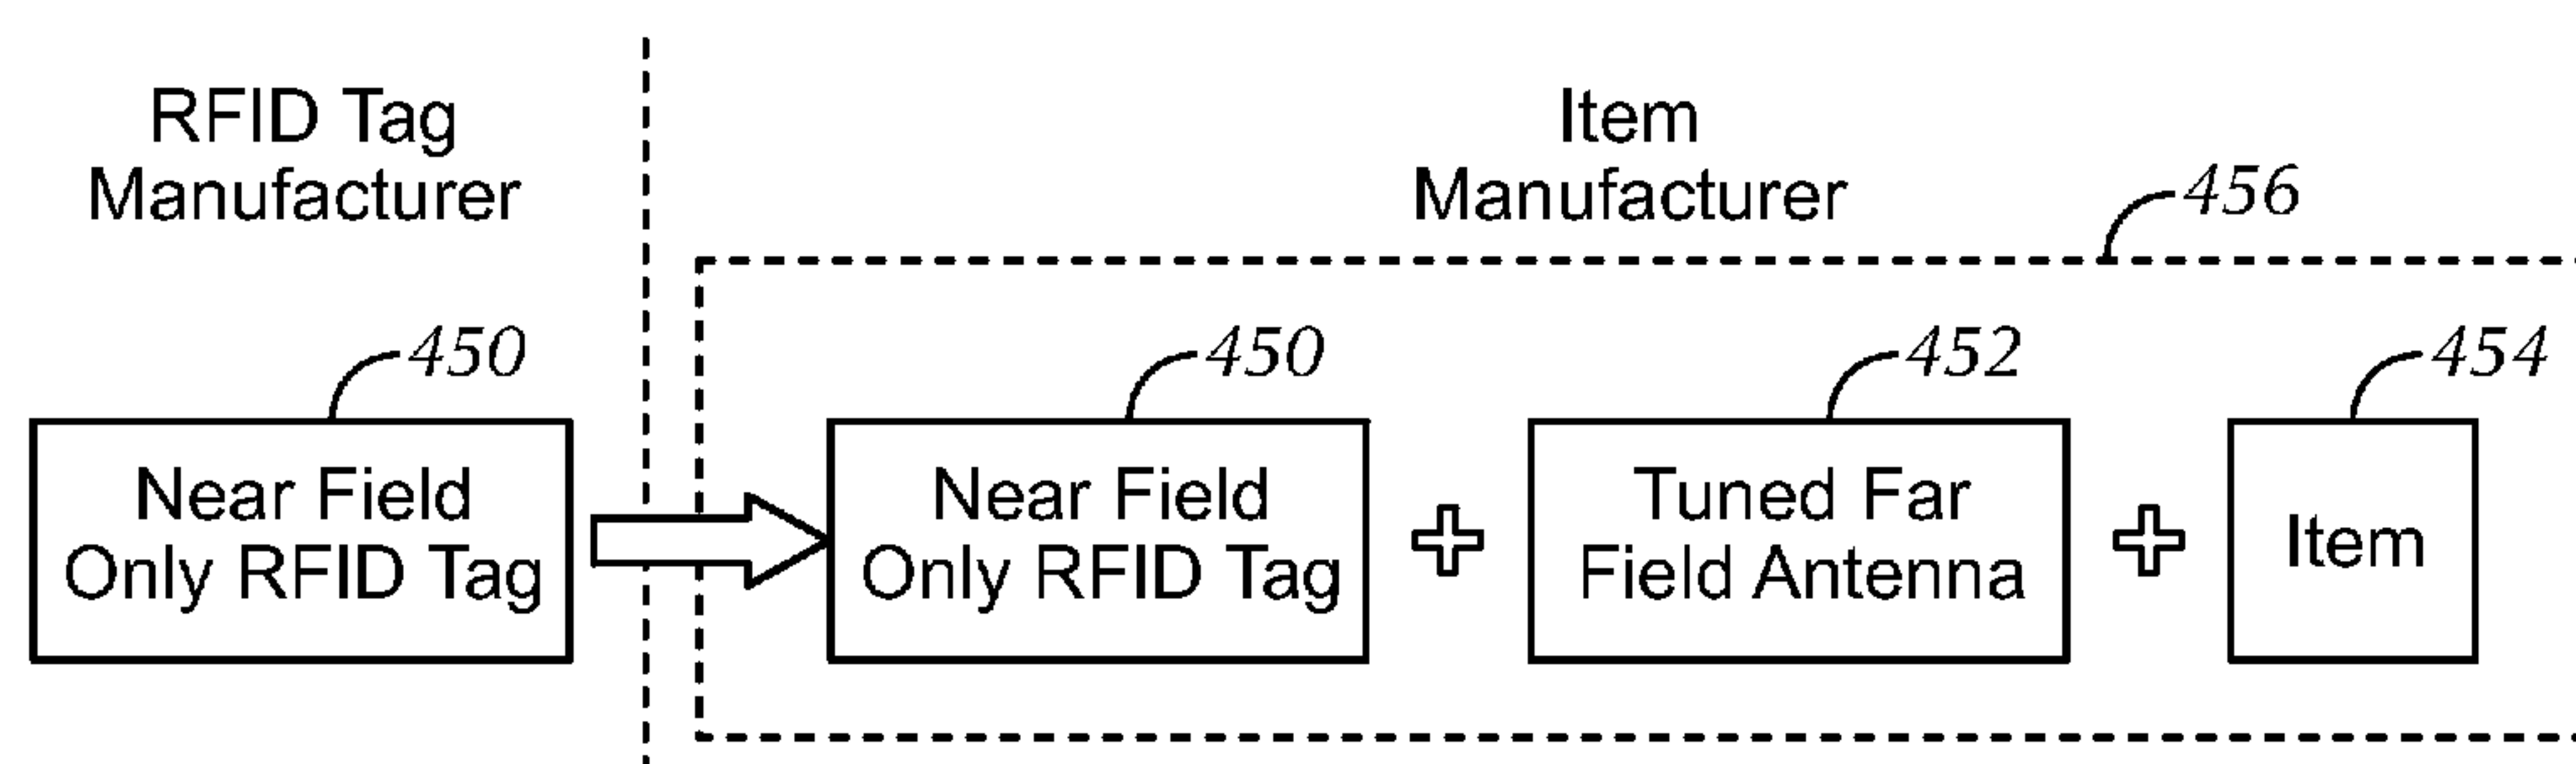 RFID Tag
Manufacturer
Item
Manufacturer
456
450
450
452
454
Near Field
Only RFID Tag
Near Field
Only RFID Tag
Tuned Far
Field Antenna
Item